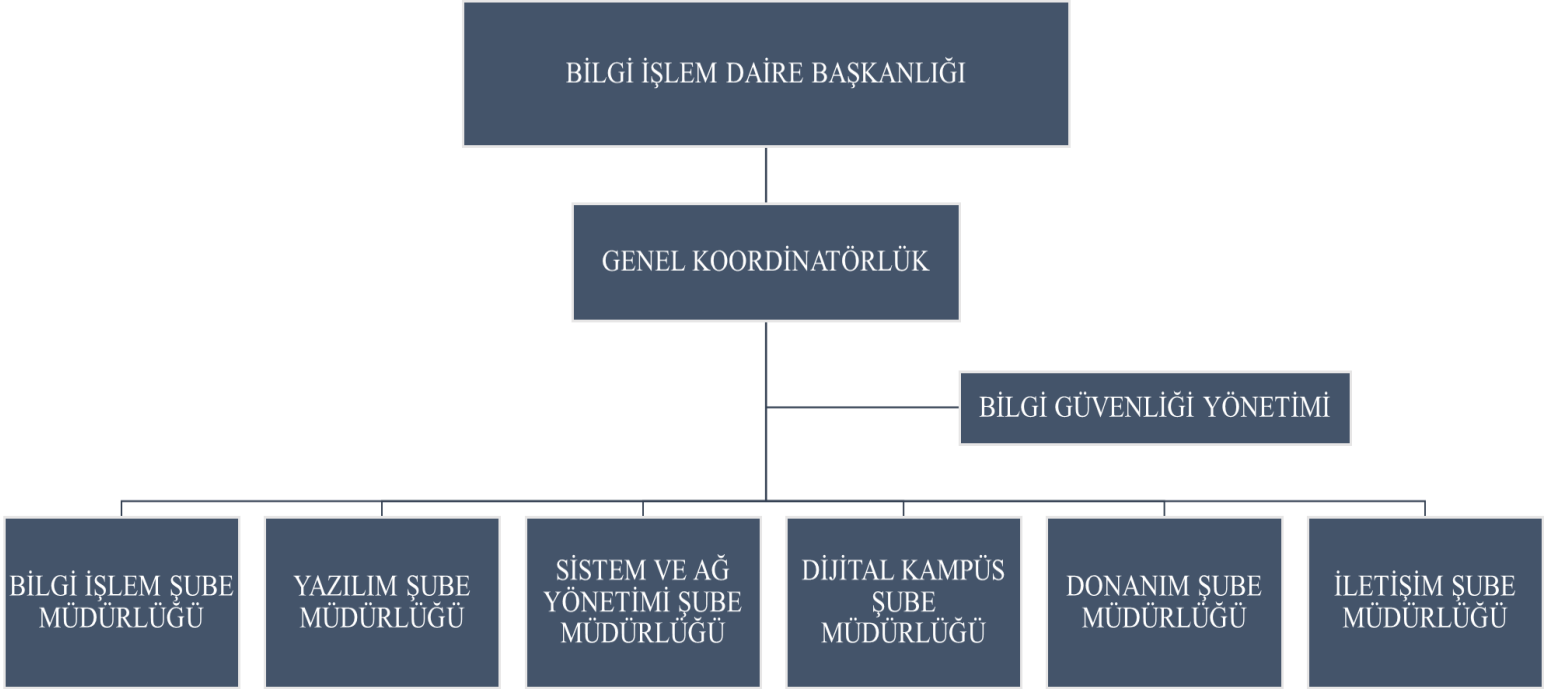 BİLGİ İŞLEM DAİRE BAŞKANLIĞI
GENEL KOORDİNATÖRLÜK
BİLGİ GÜVENLİĞİ YÖNETİMİ
BİLGİ İŞLEM ŞUBE
MÜDÜRLÜĞÜ
YAZILIM ŞUBE
MÜDÜRLÜĞÜ
SİSTEM VE AĞ
YÖNETİMİ ŞUBE
MÜDÜRLÜĞÜ
DİJİTAL KAMPÜS
ŞUBE
MÜDÜRLÜĞÜ
DONANIM ŞUBE
MÜDÜRLÜĞÜ
İLETİŞİM ŞUBE
MÜDÜRLÜĞÜ